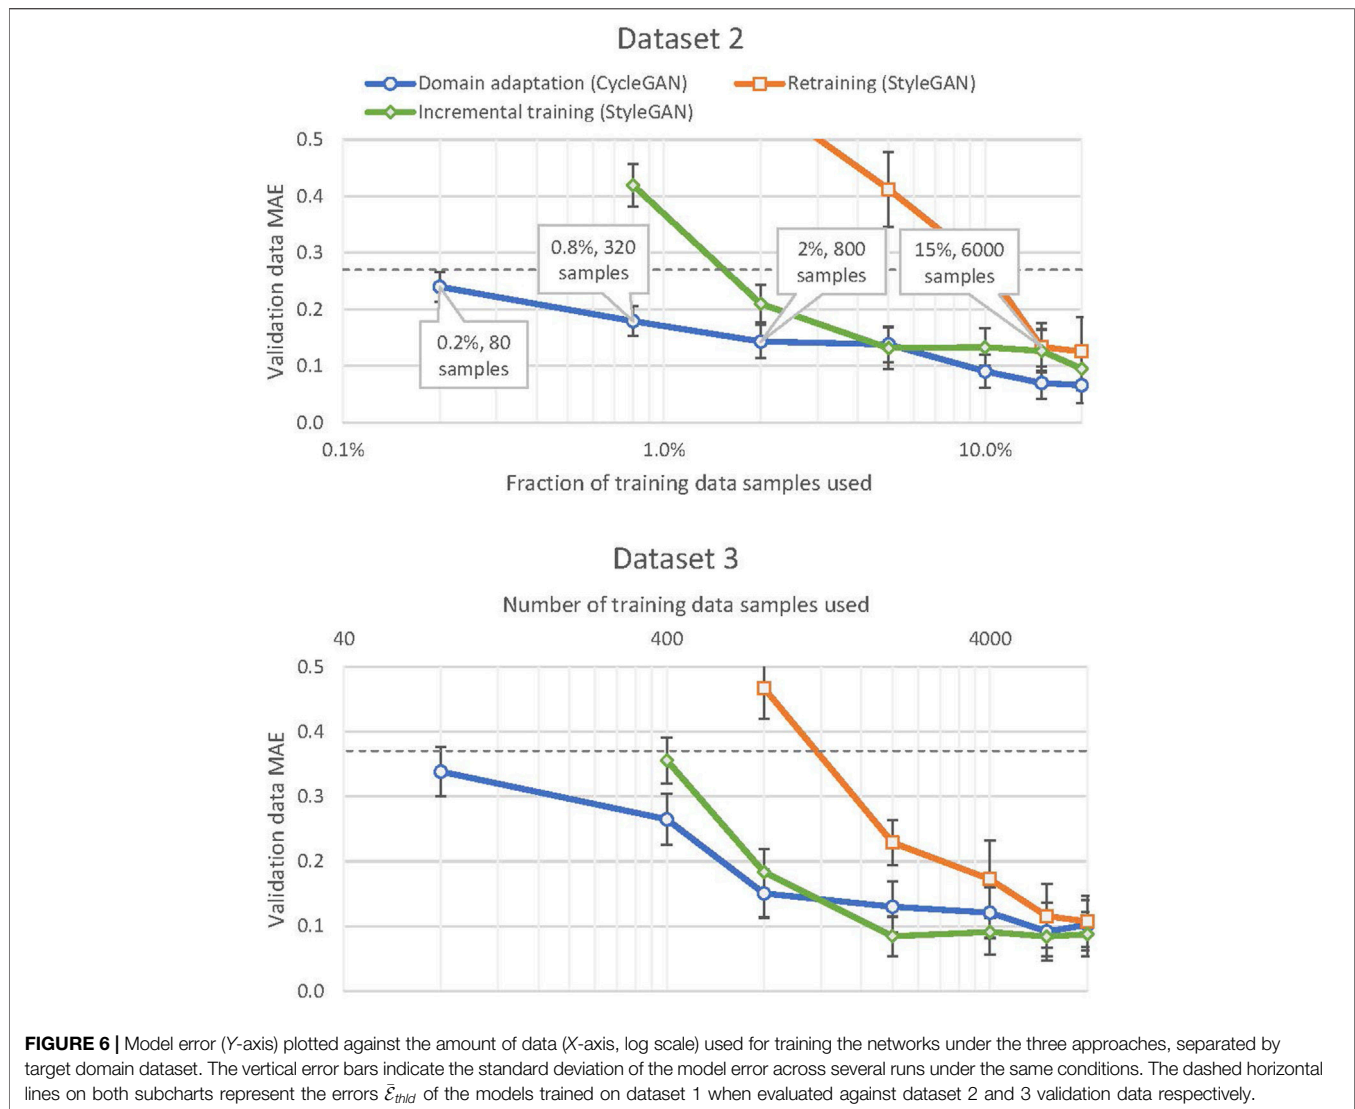 Dataset 2
Domain adaptation (CycleGAN)
Retraining (StyleGAN)
Incremental training (StyleGAN)
0.5
0.4
0.3
0.2
0.1
0.0
Validation data MAE
0.8%, 320
samples
2%, 800
samples
15%, 6000
samples
0.2%, 80
samples
0.1%
1.0%
10.0%
Fraction of training data samples used
Dataset 3
Number of training data samples used
40
400
4000
0.5
0.4
0.3
0.2
0.1
0.0
Validation data MAE
FIGURE 6 | Model error (Y-axis) plotted against the amount of data (X-axis, log scale) used for training the networks under the three approaches, separated by
target domain dataset. The vertical error bars indicate the standard deviation of the model error across several runs under the same conditions. The dashed horizontal
lines on both subcharts represent the errors ℰ̄thld of the models trained on dataset 1 when evaluated against dataset 2 and 3 validation data respectively.